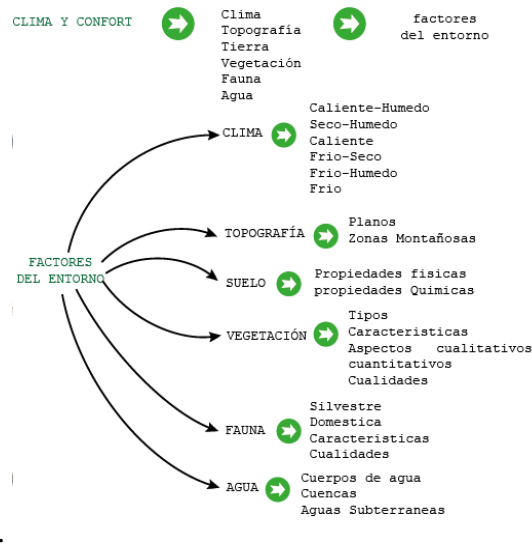 CLIMA Y CONFORT
Clima
Topografía
Tierra
Vegetación
Fauna
Agua
factores
del entorno
FACTORES
DEL ENTORNO
CLIMA
Caliente-Humedo
Seco-Humedo
Caliente
Frio-Seco
Frio-Humedo
Frio
TOPOGRAFÍA
Planos
Zonas Montañosas
SUELO
Propiedades fisicas
propiedades Quimicas
VEGETACIÓN
Tipos
Caracteristicas
Aspectos cualitativos
cuantitativos
Cualidades
FAUNA
Silvestre
Domestica
Caracteristicas
Cualidades
AGUA
Cuerpos de agua
Cuencas
Aguas Subterraneas